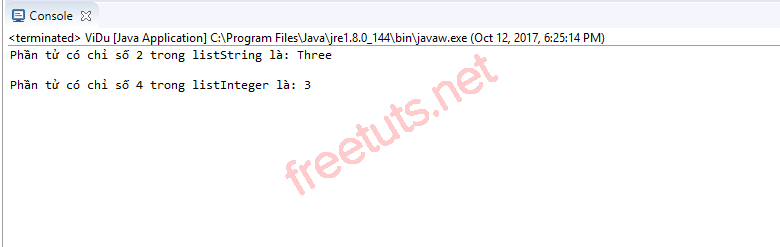 Console
<terminated> ViDu [Java Application] C:\Program Files\Java\jre1.8.0_144\bin\javaw.exe (Oct 12, 2017, 6:25:14 PM)
Phần tử có chỉ số 2 trong listString là: Three
Phần tử có chỉ số 4 trong listInteger là: 3
freetuts.net